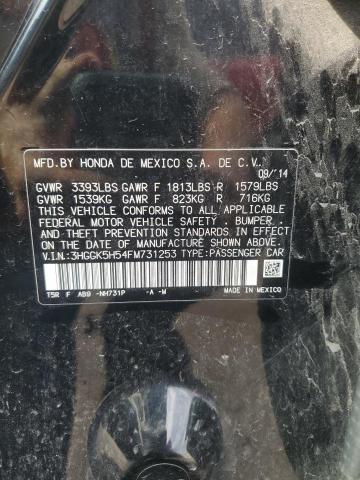 MFD.BY HONDA DE MEXICO S.A. DE C.V.
09/'14
GVWR 3393LBS GAWR F 1813LBS R 1579LBS
GVWR 1539KG GAWR F 823KG R 716KG
THIS VEHICLE CONFORMS TO ALL APPLICABLE
FEDERAL MOTOR VEHICLE SAFETY, BUMPER, AND
THEFT PREVENTION STANDARDS IN EFFECT ON
THE DATE OF MANUFACTURE SHOWN ABOVE.
V.I.N.:3HGGK5H54FM731253 TYPE:PASSENGER CAR
T5R F AB9 -NH731P -A -M MADE IN MEXICO